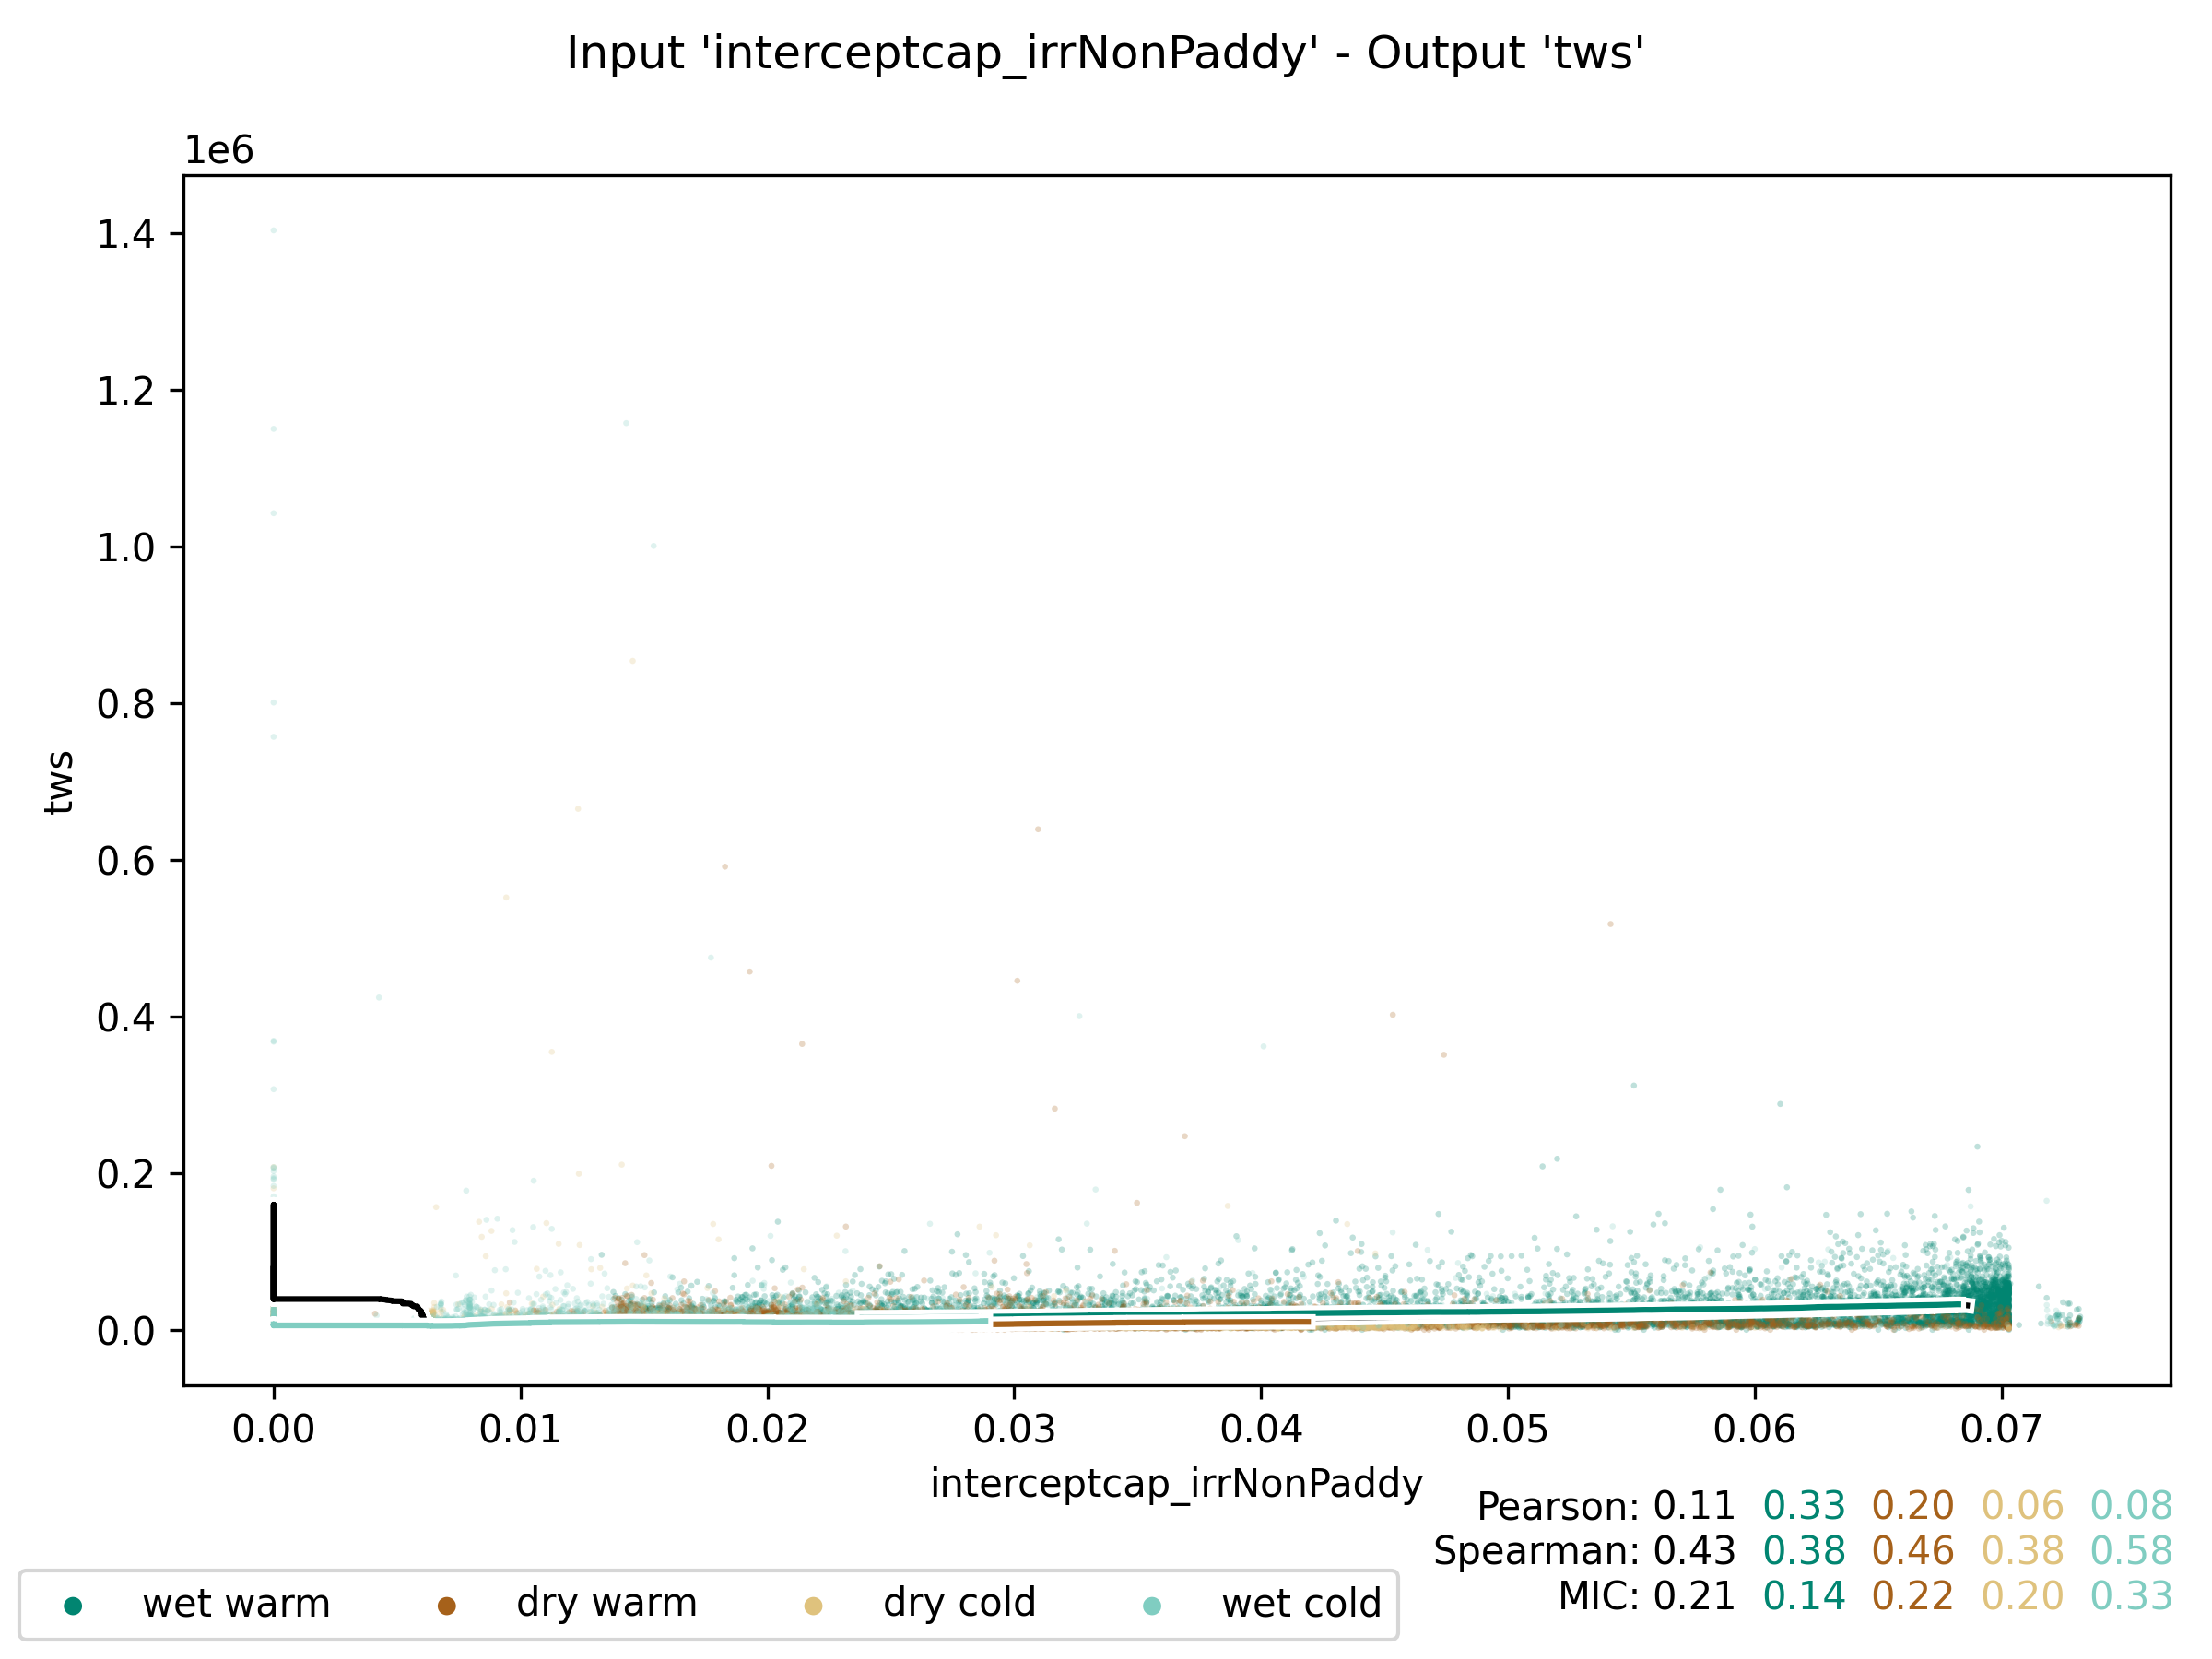 Input 'interceptcap_irrNonPaddy' - Output 'tws'
1e6
1.4
1.2
1.0
0.8
0.6
0.4
0.2
0.0
tws
0.00 0.01 0.02 0.03 0.04 0.05 0.06 0.07
interceptcap_irrNonPaddy
Pearson: 0.11 0.33 0.20 0.06 0.08
Spearman: 0.43 0.38 0.46 0.38 0.58
MIC: 0.21 0.14 0.22 0.20 0.33
wet warm dry warm dry cold wet cold